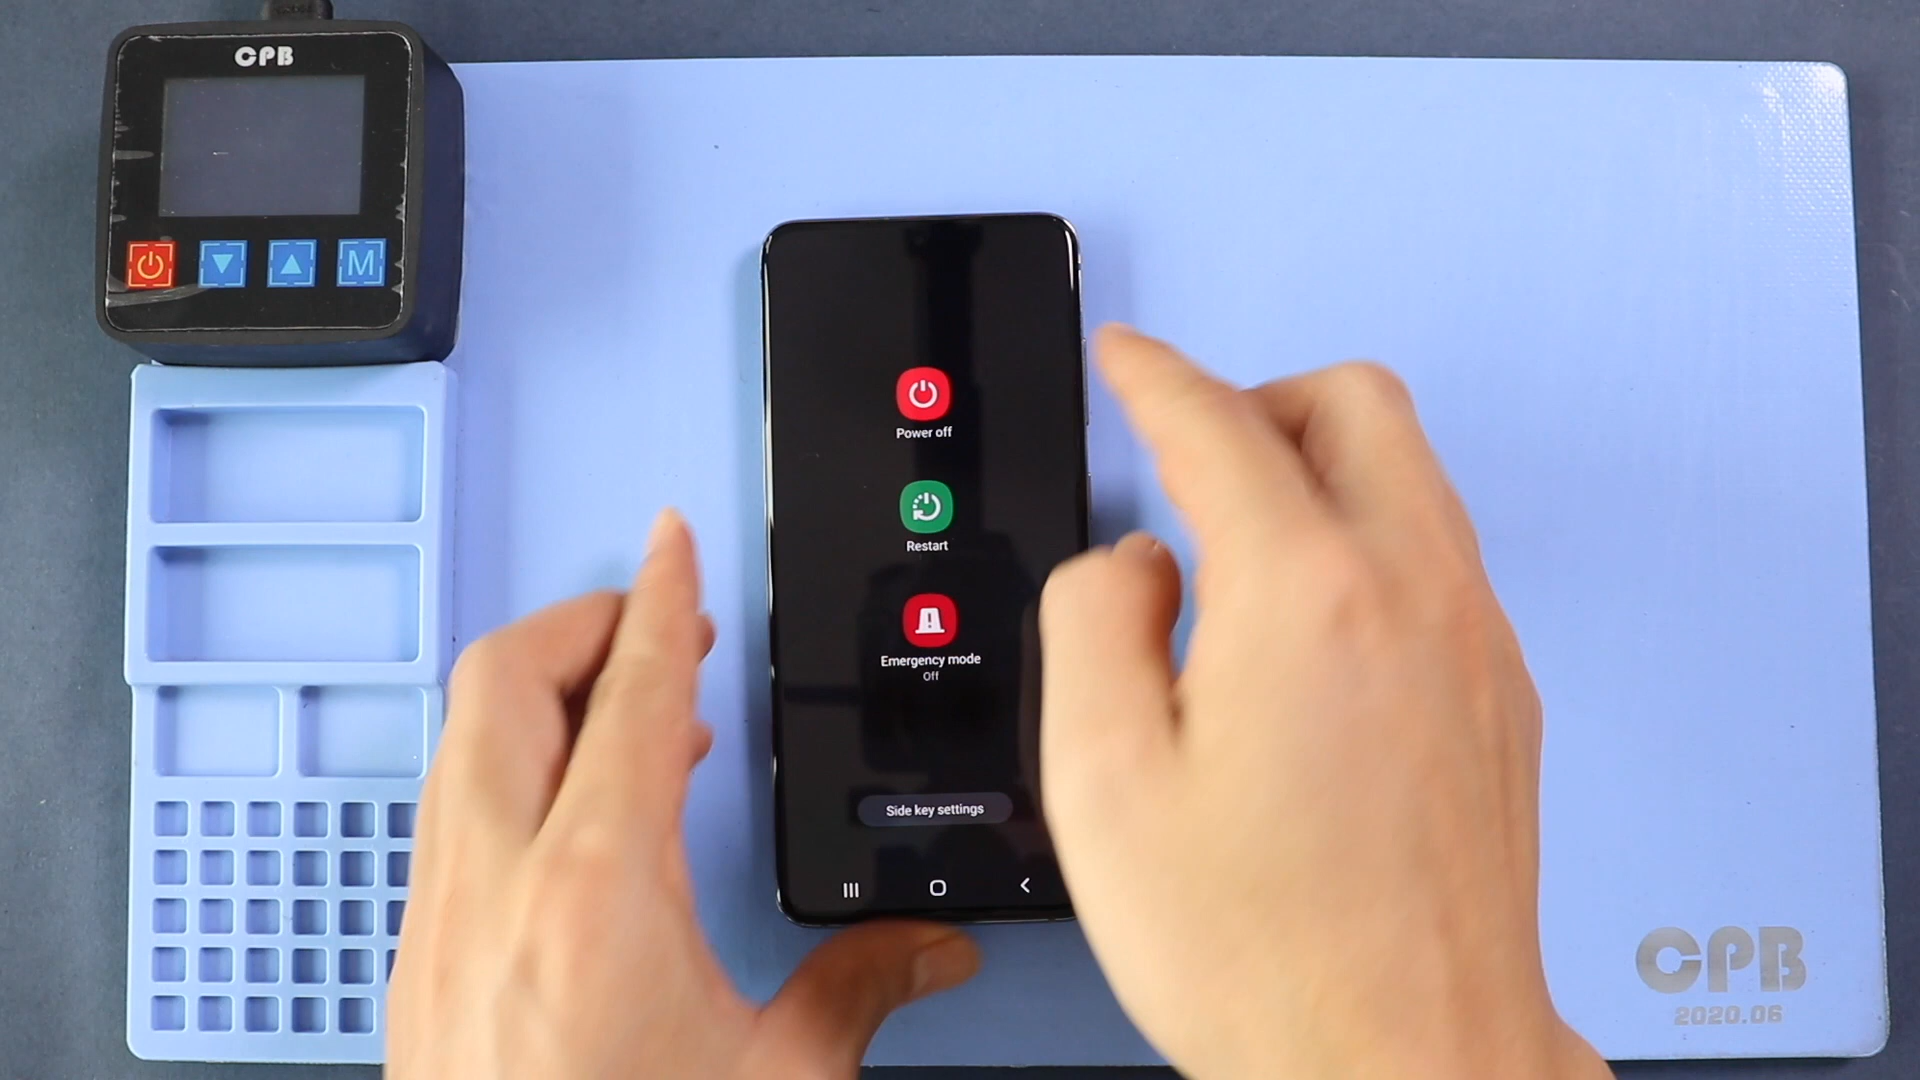 CPB
M
Power off
Restart
Emergency mode
Off
Side key settings
CPB
2020.06